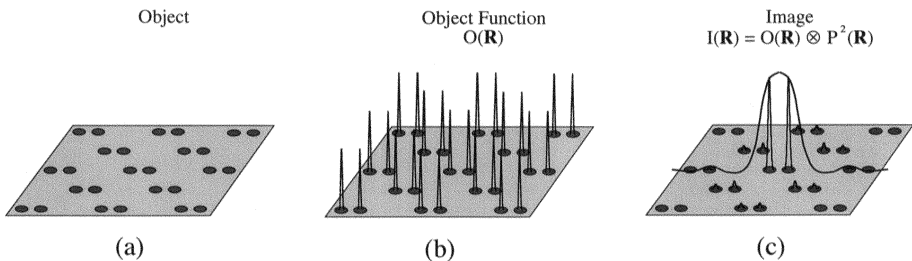 Object
Object Function
O(R)
Image
I(R) = O(R) ⊗ P²(R)
(a)
(b)
(c)